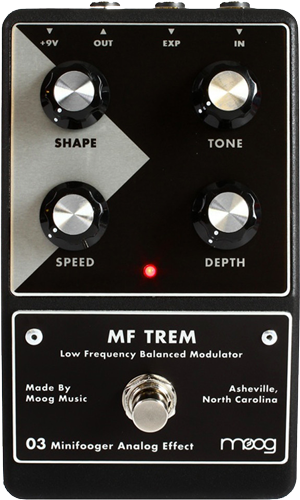 +9V OUT EXP IN
SHAPE TONE
SPEED DEPTH
MF TREM
Low Frequency Balanced Modulator
Made By Asheville,
Moog Music North Carolina
03 Minifooger Analog Effect moog